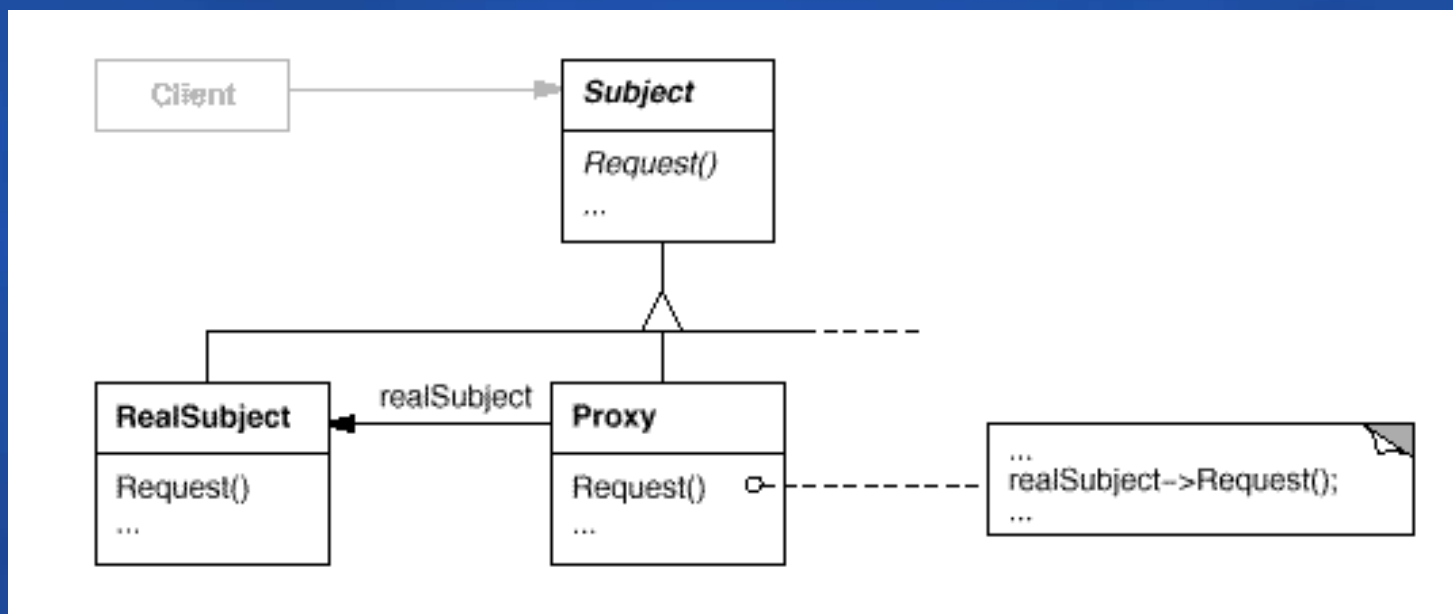 Client
Subject
Request()
...
realSubject
RealSubject
Request()
...
Proxy
Request()
...
...
realSubject->Request();
...